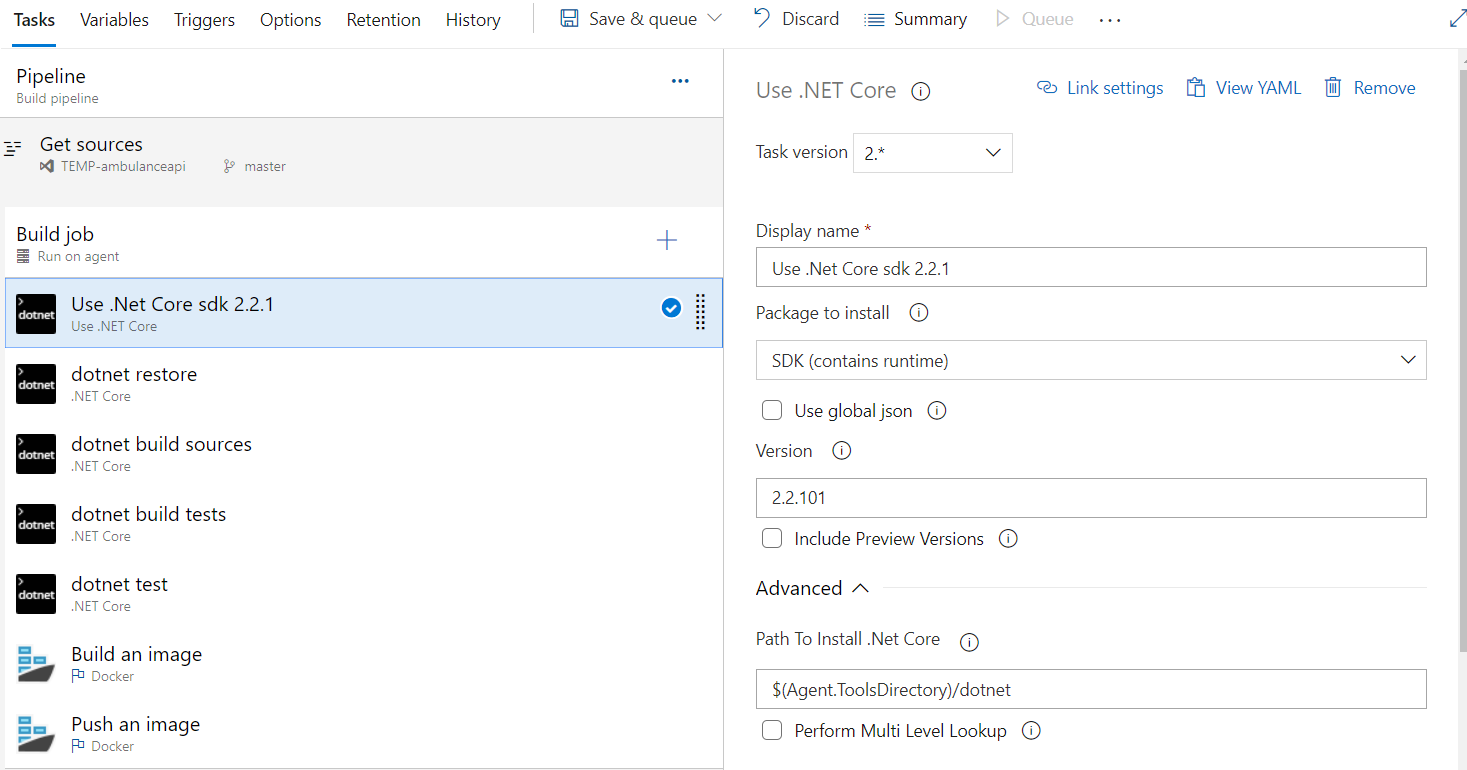 Tasks Variables Triggers Options Retention History Save & queue Discard Summary Queue ...
Pipeline
Build pipeline
Get sources
TEMP-ambulanceapi master
Build job
Run on agent
> dotnet Use .Net Core sdk 2.2.1
Use .NET Core
> dotnet dotnet restore
.NET Core
> dotnet dotnet build sources
.NET Core
> dotnet dotnet build tests
.NET Core
> dotnet dotnet test
.NET Core
Build an image
Docker
Push an image
Docker
Use .NET Core Link settings View YAML Remove
Task version 2.*
Display name *
Use .Net Core sdk 2.2.1
Package to install
SDK (contains runtime)
Use global json
Version
2.2.101
Include Preview Versions
Advanced
Path To Install .Net Core
$(Agent.ToolsDirectory)/dotnet
Perform Multi Level Lookup